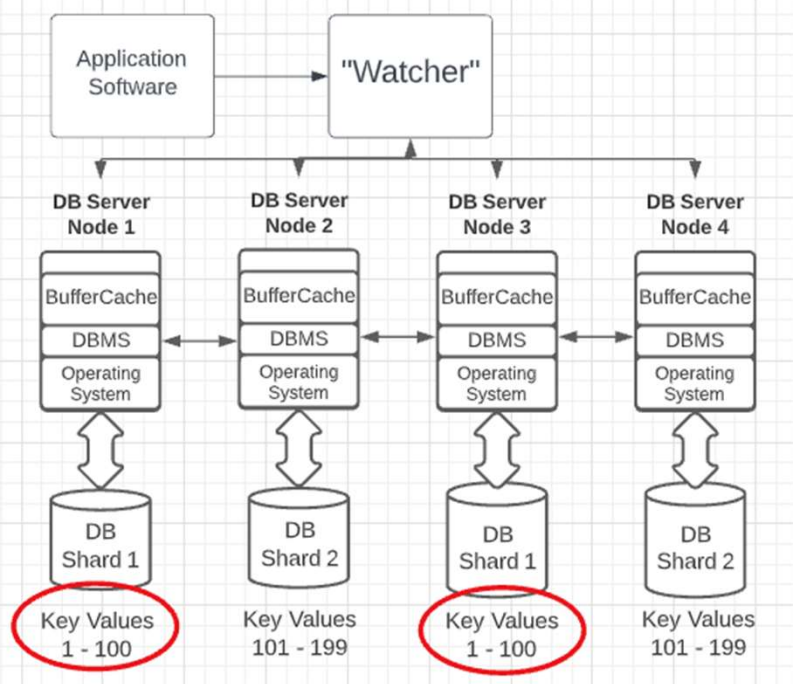 Application
Software
"Watcher"
DB Server
Node 1
DB Server
Node 2
DB Server
Node 3
DB Server
Node 4
BufferCache
DBMS
Operating
System
BufferCache
DBMS
Operating
System
BufferCache
DBMS
Operating
System
BufferCache
DBMS
Operating
System
DB
Shard 1
DB
Shard 2
DB
Shard 1
DB
Shard 2
Key Values
1 - 100
Key Values
101 - 199
Key Values
1 - 100
Key Values
101 - 199